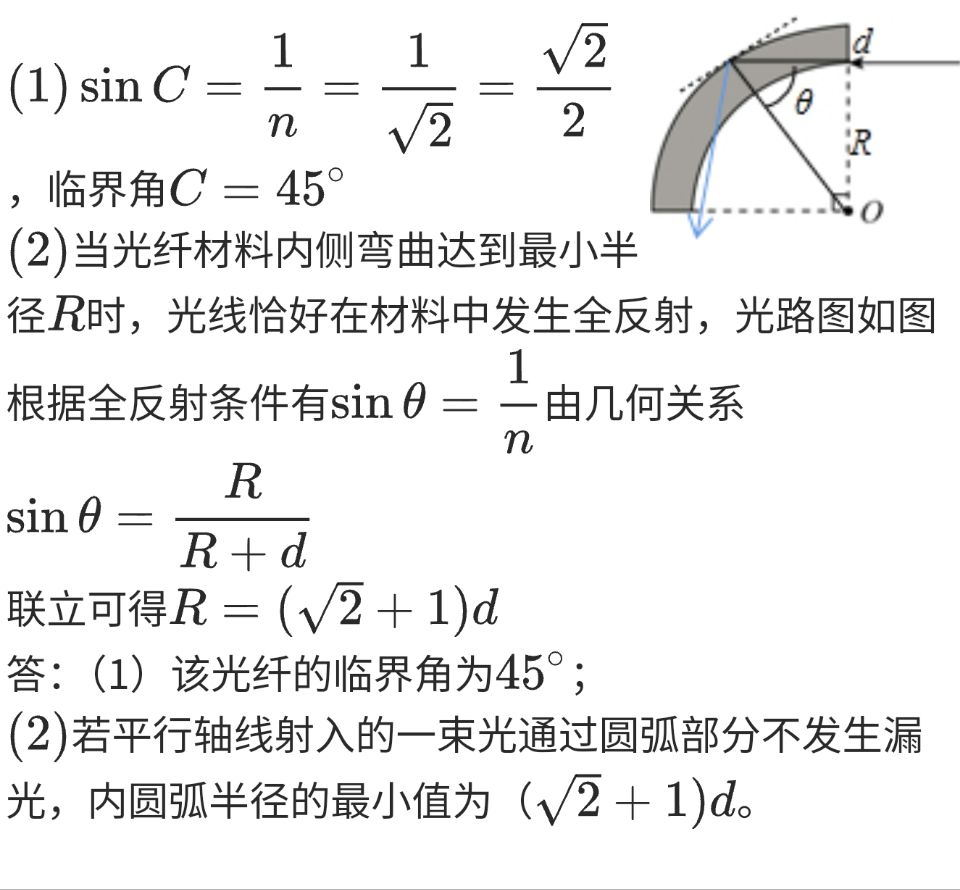 (1) sin C = 1/n = 1/√2 = √2/2
，临界角C = 45°
(2)当光纤材料内侧弯曲达到最小半
径R时，光线恰好在材料中发生全反射，光路图如图
根据全反射条件有sin θ = 1/n由几何关系
sin θ = R/(R + d)
联立可得R = (√2 + 1)d
答：（1）该光纤的临界角为45°；
(2)若平行轴线射入的一束光通过圆弧部分不发生漏
光，内圆弧半径的最小值为（√2 + 1)d。
d
θ
R
O